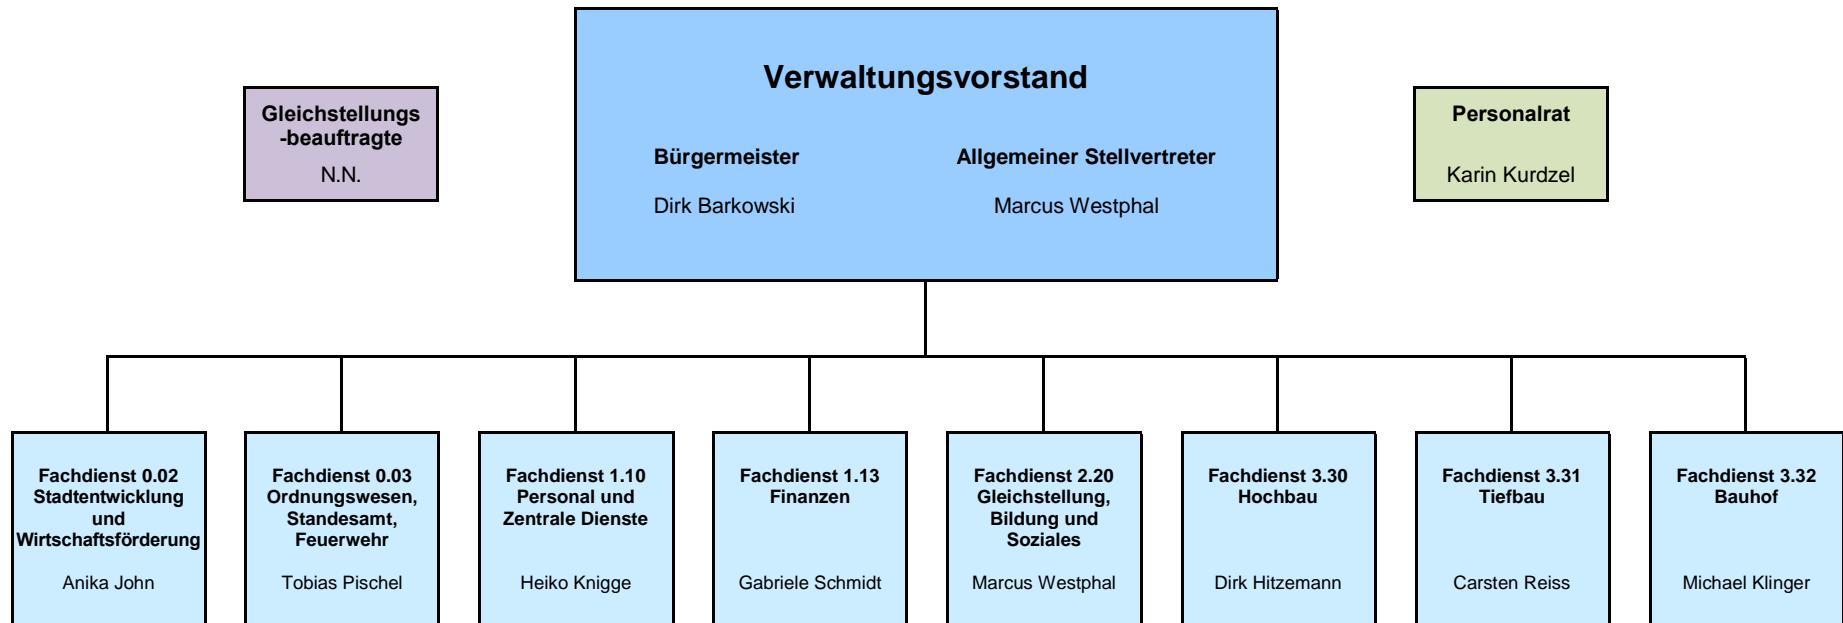 Verwaltungsvorstand
Gleichstellungs
-beauftragte
N.N.
Bürgermeister
Dirk Barkowski
Allgemeiner Stellvertreter
Marcus Westphal
Personalrat
Karin Kurdzel
Fachdienst 0.02
Stadtentwicklung
und
Wirtschaftsförderung
Anika John
Fachdienst 0.03
Ordnungswesen,
Standesamt,
Feuerwehr
Tobias Pischel
Fachdienst 1.10
Personal und
Zentrale Dienste
Heiko Knigge
Fachdienst 1.13
Finanzen
Gabriele Schmidt
Fachdienst 2.20
Gleichstellung,
Bildung und
Soziales
Marcus Westphal
Fachdienst 3.30
Hochbau
Dirk Hitzemann
Fachdienst 3.31
Tiefbau
Carsten Reiss
Fachdienst 3.32
Bauhof
Michael Klinger